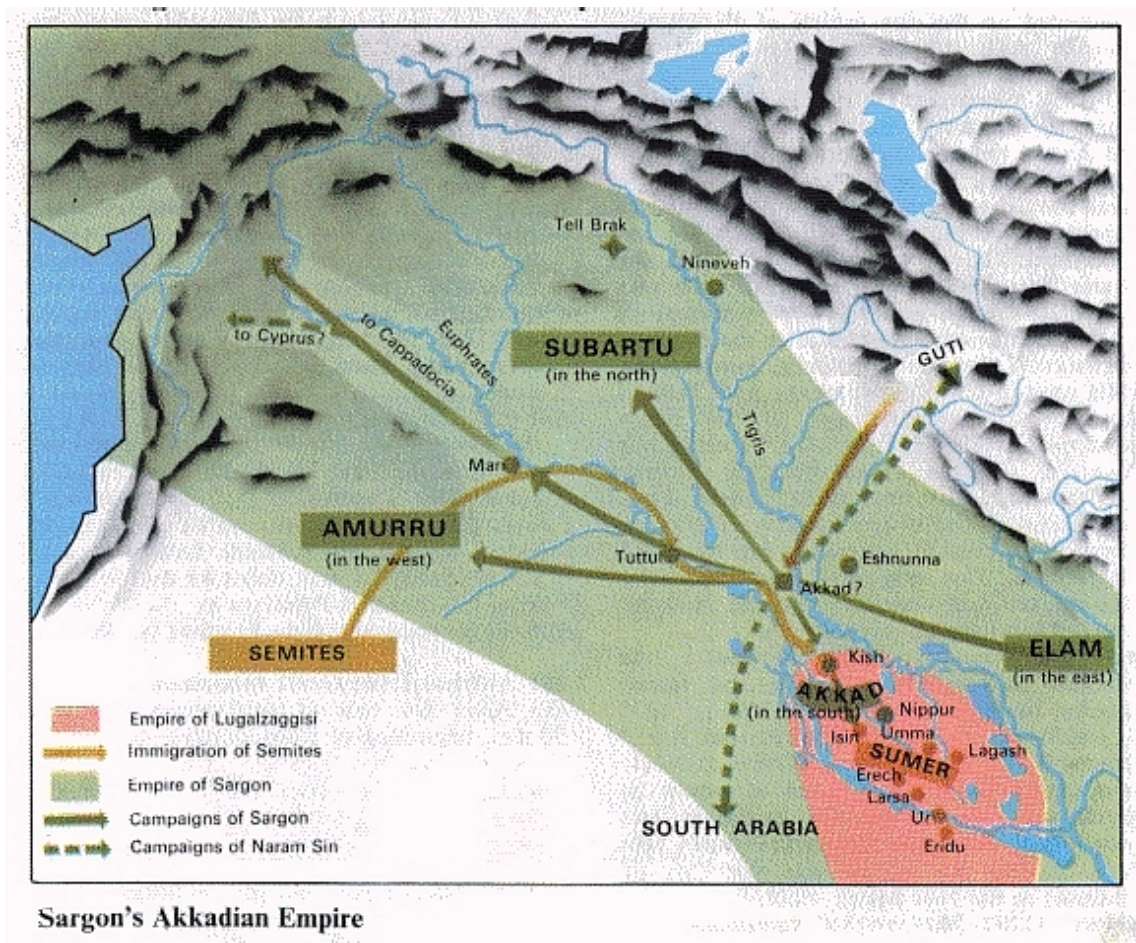 Tell Brak
Nineveh
to Cyprus?
to Cappadocia
Euphrates
SUBARTU
(in the north)
GUTI
Tigris
Mari
AMURRU
(in the west)
Tuttul
Eshnunna
Akkad?
SEMITES
ELAM
(in the east)
Kish
AKKAD
(in the south)
Nippur
Isin
Umma
SUMER
Lagash
Erech
Larsa
Ur
Eridu
SOUTH ARABIA
Empire of Lugalzaggisi
Immigration of Semites
Empire of Sargon
Campaigns of Sargon
Campaigns of Naram Sin
Sargon's Akkadian Empire